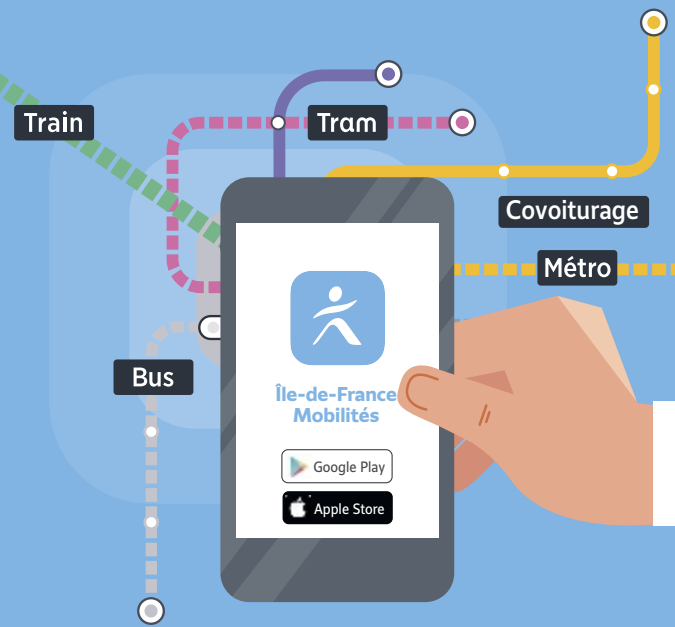 Train
Tram
Covoiturage
Métro
Bus
Île-de-France
Mobilités
Google Play
Apple Store